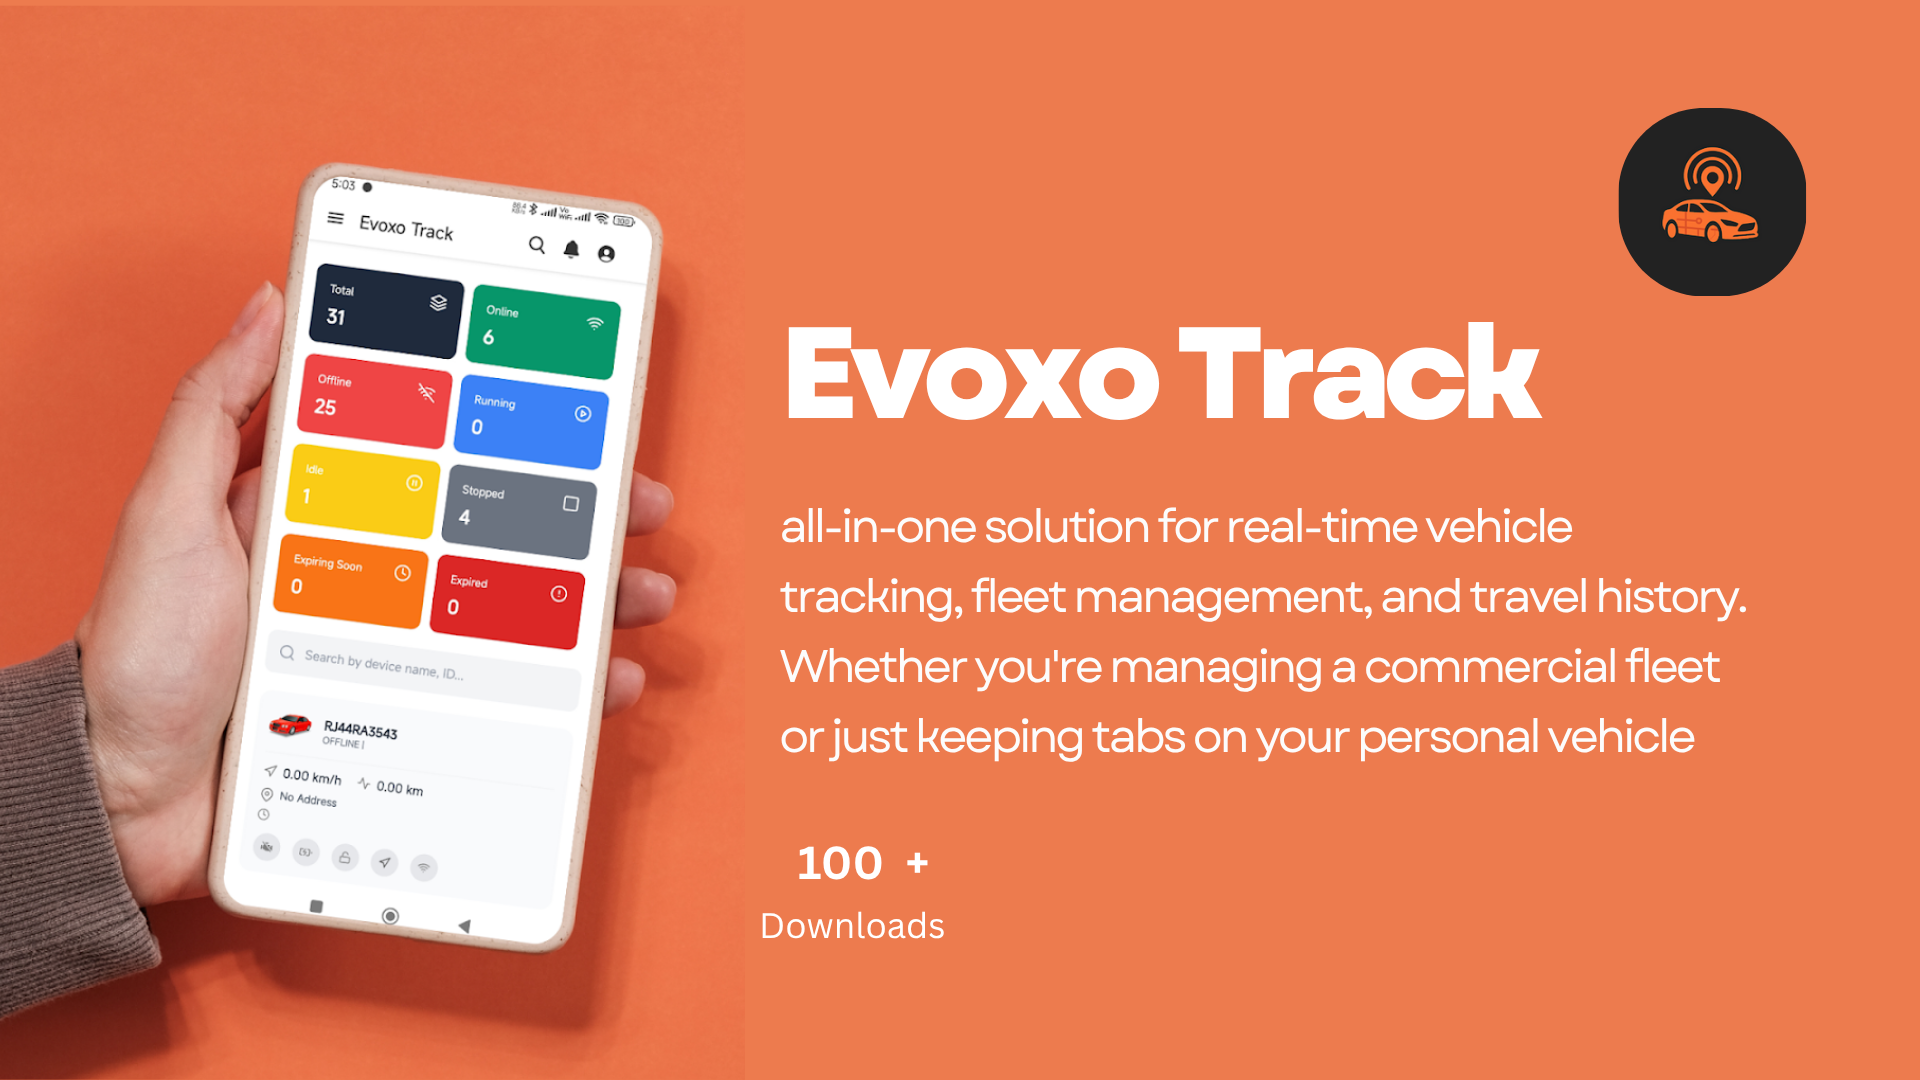 5:03
Evoxo Track
Total
31
Online
6
Offline
25
Running
0
Idle
1
Stopped
4
Expiring Soon
0
Expired
0
Search by device name, ID...
RJ44RA3543
OFFLINE |
0.00 km/h
0.00 km
No Address
Evoxo Track
all-in-one solution for real-time vehicle
tracking, fleet management, and travel history.
Whether you're managing a commercial fleet
or just keeping tabs on your personal vehicle
100 +
Downloads